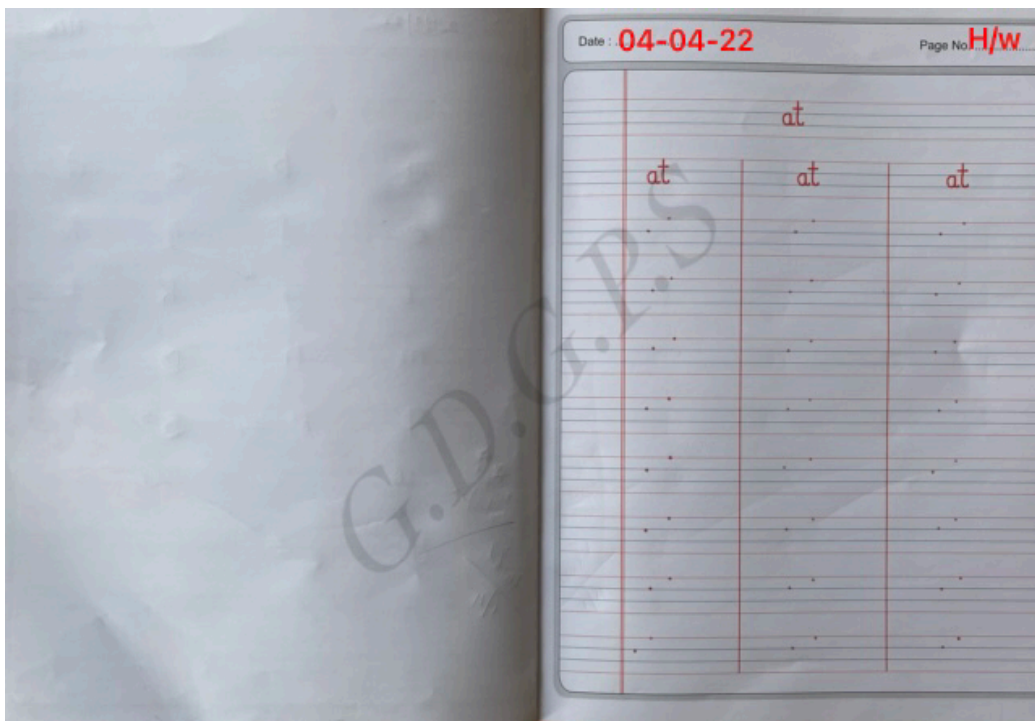 Date : 04-04-22 Page No. H/w
at
at at at
G.D.G.P.S